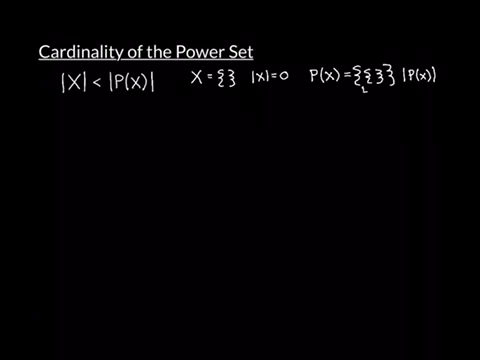 Cardinality of the Power Set
|X| < |P(X)| X = {} |X|=0 P(X) = {{}} |P(X)|